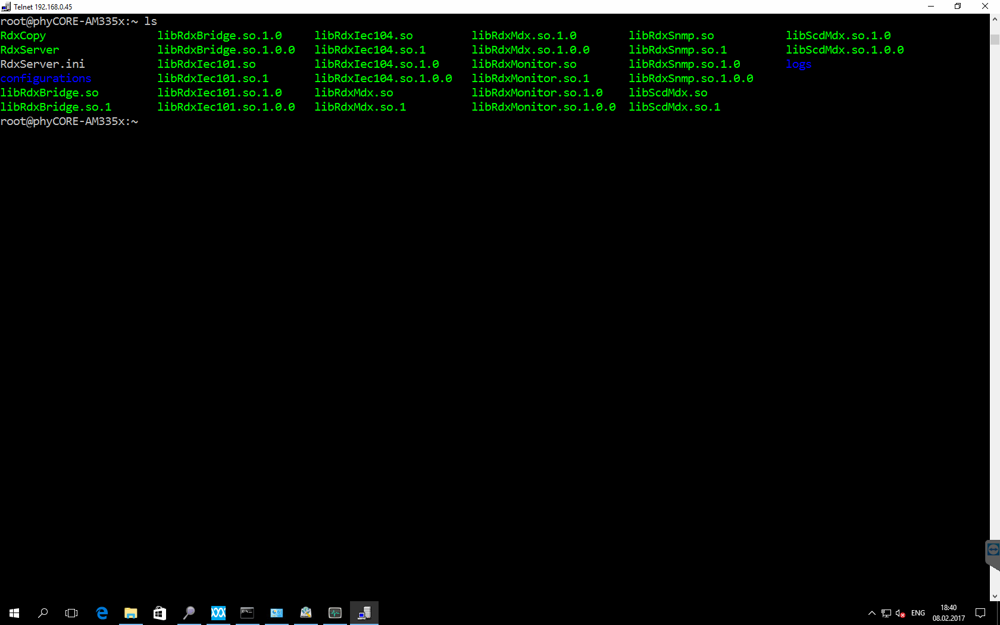 Telnet 192.168.0.45
root@phyCORE-AM335x:~ ls
RdxCopy libRdxBridge.so.1.0 libRdxIec104.so libRdxMdx.so.1.0 libRdxSnmp.so libScdMdx.so.1.0
RdxServer libRdxBridge.so.1.0.0 libRdxIec104.so.1 libRdxMdx.so.1.0.0 libRdxSnmp.so.1 libScdMdx.so.1.0.0
RdxServer.ini libRdxIec101.so libRdxIec104.so.1.0 libRdxMonitor.so libRdxSnmp.so.1.0 logs
configurations libRdxIec101.so.1 libRdxIec104.so.1.0.0 libRdxMonitor.so.1 libRdxSnmp.so.1.0.0
libRdxBridge.so libRdxIec101.so.1.0 libRdxMdx.so libRdxMonitor.so.1.0 libScdMdx.so
libRdxBridge.so.1 libRdxIec101.so.1.0.0 libRdxMdx.so.1 libRdxMonitor.so.1.0.0 libScdMdx.so.1
root@phyCORE-AM335x:~
ENG
18:40
08.02.2017